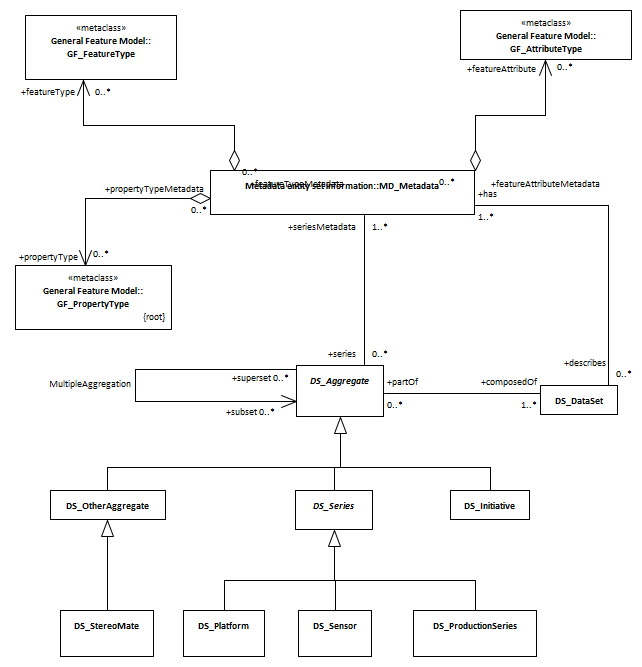 «metaclass»
General Feature Model::
GF_FeatureType
«metaclass»
General Feature Model::
GF_AttributeType
+featureType
0..*
+featureAttribute
0..*
0..*
+featureTypeMetadata
Metadata entity set information::MD_Metadata
0..*
+propertyTypeMetadata
0..*
+featureAttributeMetadata
+has
1..*
+seriesMetadata
1..*
+propertyType
0..*
«metaclass»
General Feature Model::
GF_PropertyType
{root}
+series
0..*
+describes
0..*
MultipleAggregation
+superset 0..*
+subset 0..*
DS_Aggregate
+partOf
0..*
+composedOf
1..*
DS_DataSet
DS_OtherAggregate
DS_Series
DS_Initiative
DS_StereoMate
DS_Platform
DS_Sensor
DS_ProductionSeries